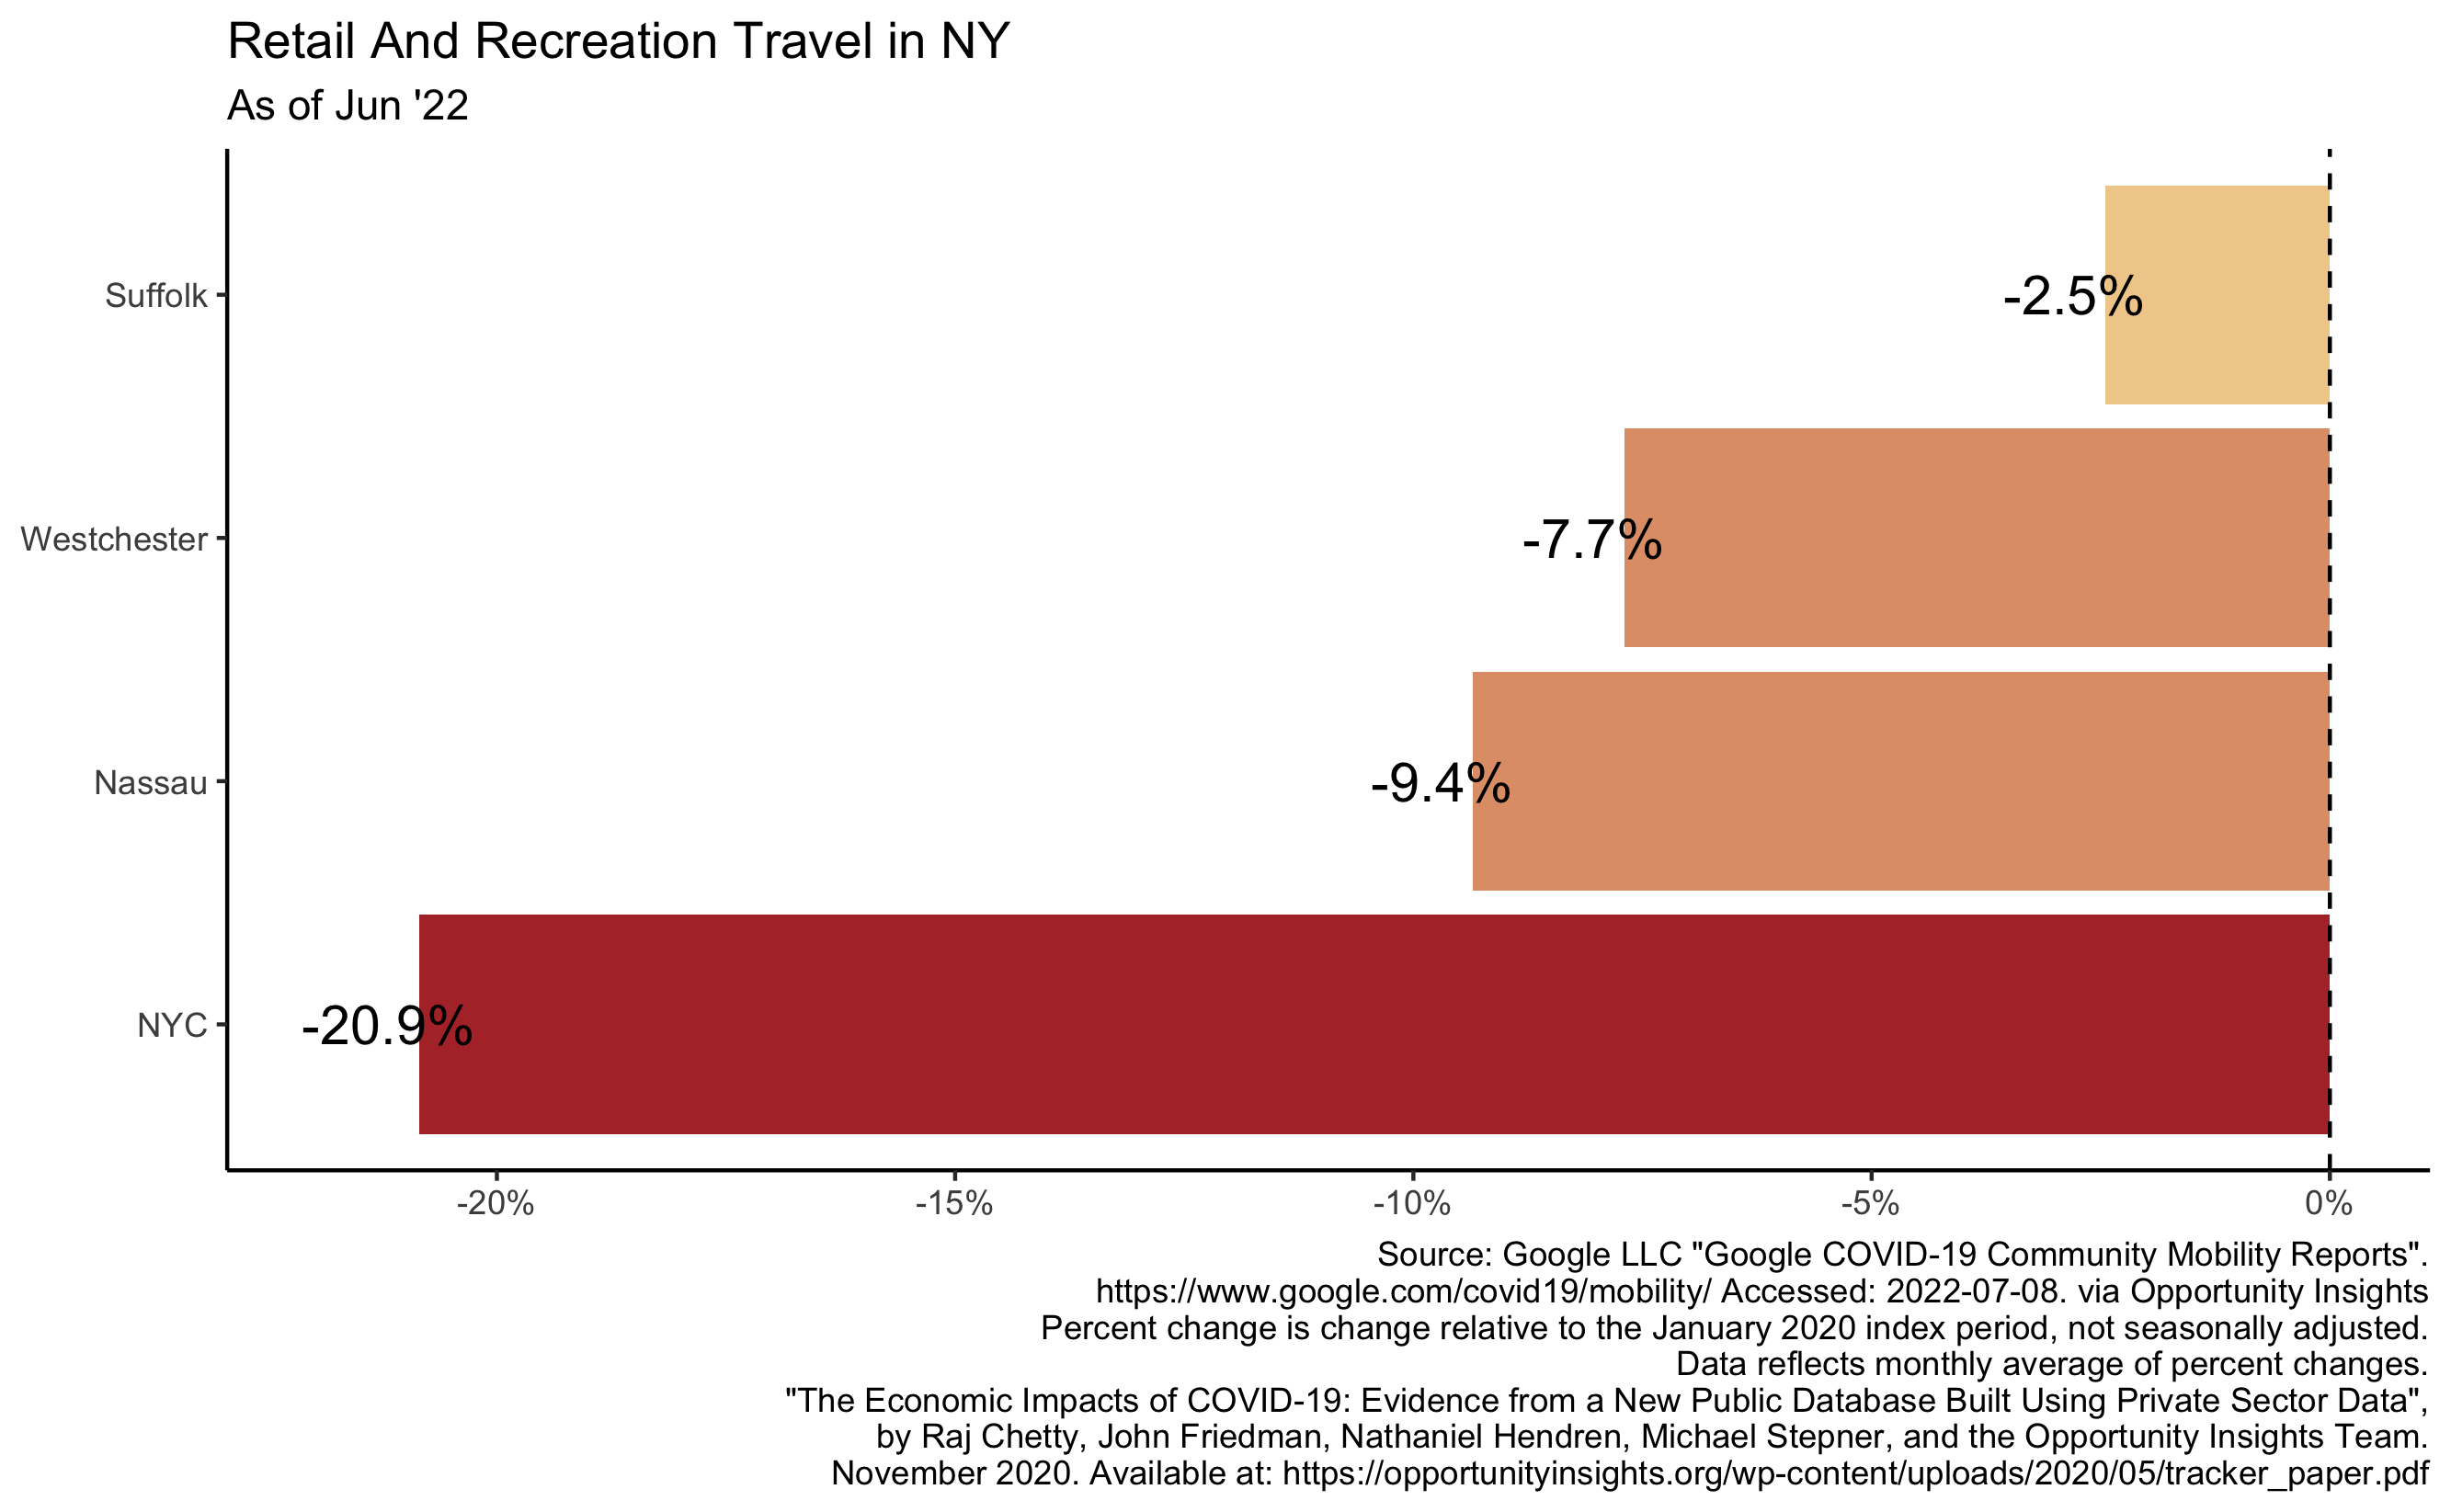 Retail And Recreation Travel in NY
As of Jun '22
Suffolk
-2.5%
Westchester
-7.7%
Nassau
-9.4%
NYC
-20.9%
-20%
-15%
-10%
-5%
0%
Source: Google LLC "Google COVID-19 Community Mobility Reports".
https://www.google.com/covid19/mobility/ Accessed: 2022-07-08. via Opportunity Insights
Percent change is change relative to the January 2020 index period, not seasonally adjusted.
Data reflects monthly average of percent changes.
"The Economic Impacts of COVID-19: Evidence from a New Public Database Built Using Private Sector Data",
by Raj Chetty, John Friedman, Nathaniel Hendren, Michael Stepner, and the Opportunity Insights Team.
November 2020. Available at: https://opportunityinsights.org/wp-content/uploads/2020/05/tracker_paper.pdf